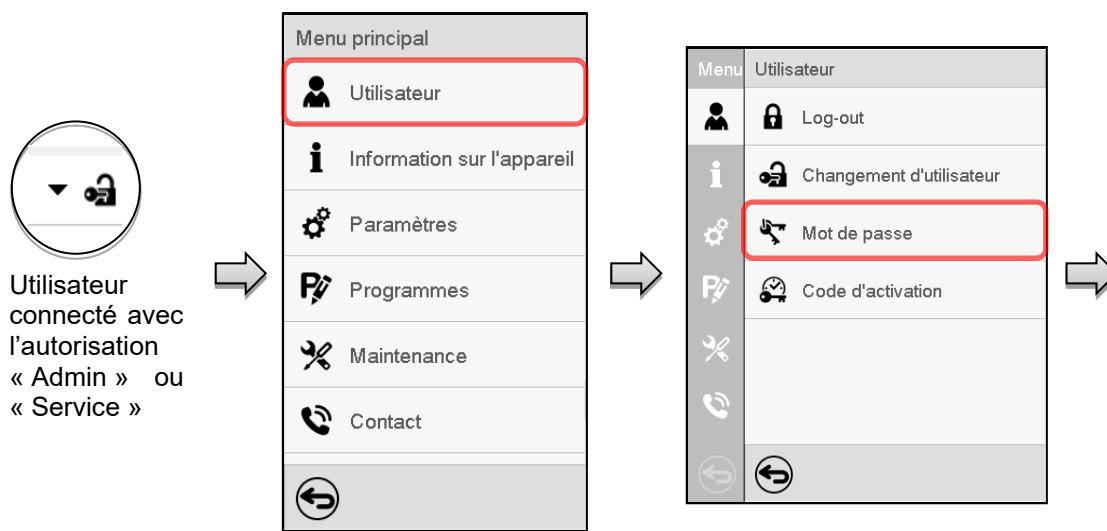 Utilisateur
connecté avec
l'autorisation
« Admin » ou
« Service »
Menu principal
Utilisateur
Information sur l'appareil
Paramètres
Programmes
Maintenance
Contact
Menu
Utilisateur
Log-out
Changement d'utilisateur
Mot de passe
Code d'activation